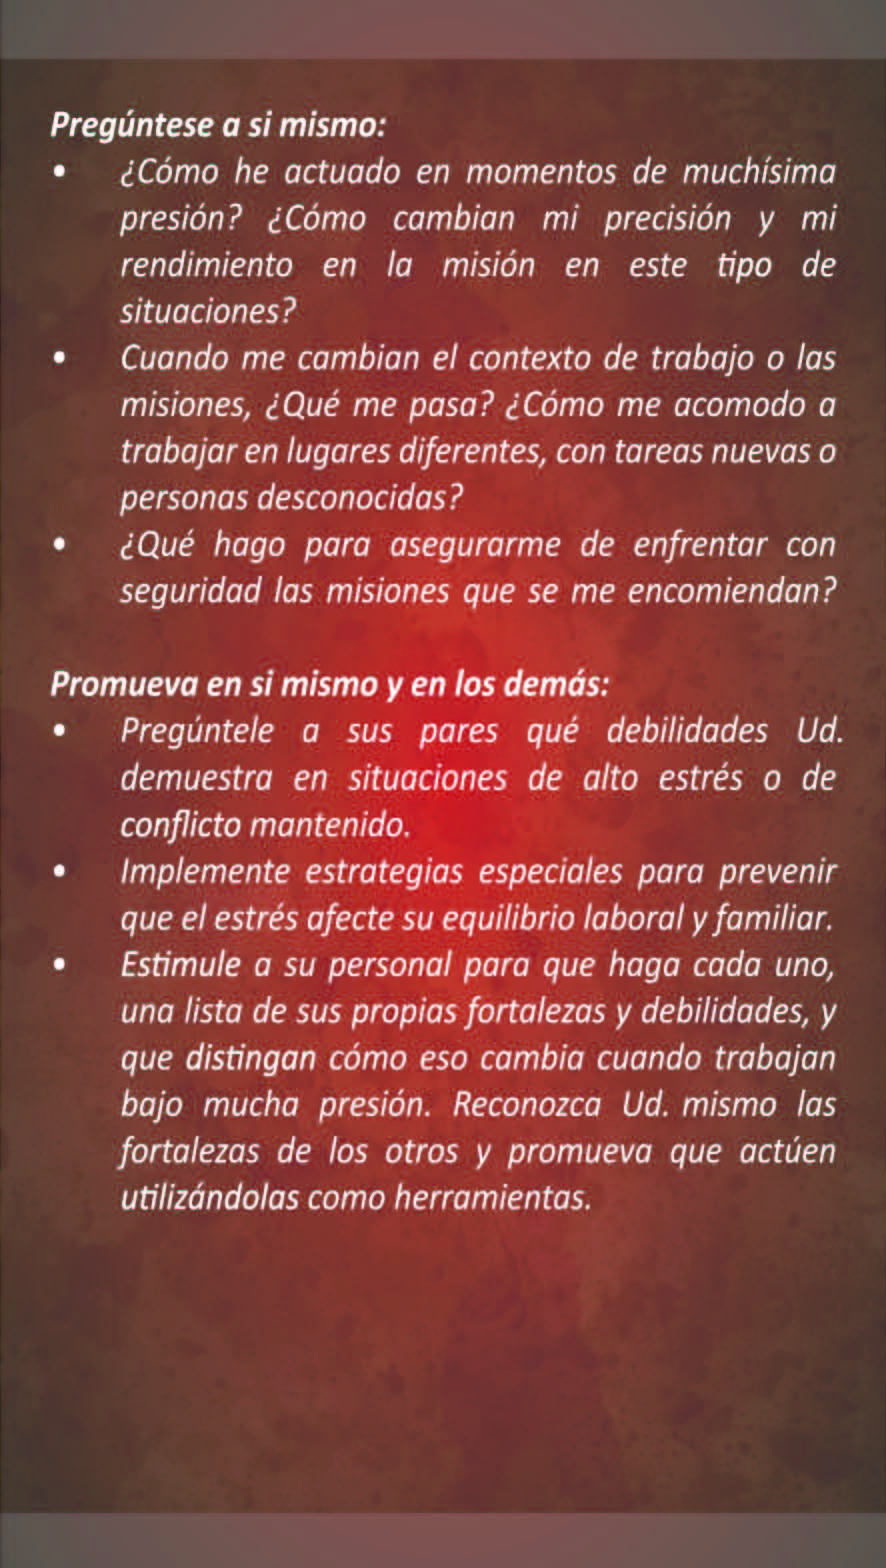 Pregúntese a si mismo:
• ¿Cómo he actuado en momentos de muchísima
presión? ¿Cómo cambian mi precisión y mi
rendimiento en la misión en este tipo de
situaciones?
• Cuando me cambian el contexto de trabajo o las
misiones, ¿Qué me pasa? ¿Cómo me acomodo a
trabajar en lugares diferentes, con tareas nuevas o
personas desconocidas?
• ¿Qué hago para asegurarme de enfrentar con
seguridad las misiones que se me encomiendan?
Promueva en si mismo y en los demás:
• Pregúntele a sus pares qué debilidades Ud.
demuestra en situaciones de alto estrés o de
conflicto mantenido.
• Implemente estrategias especiales para prevenir
que el estrés afecte su equilibrio laboral y familiar.
• Estimule a su personal para que haga cada uno,
una lista de sus propias fortalezas y debilidades, y
que distingan cómo eso cambia cuando trabajan
bajo mucha presión. Reconozca Ud. mismo las
fortalezas de los otros y promueva que actúen
utilizándolas como herramientas.